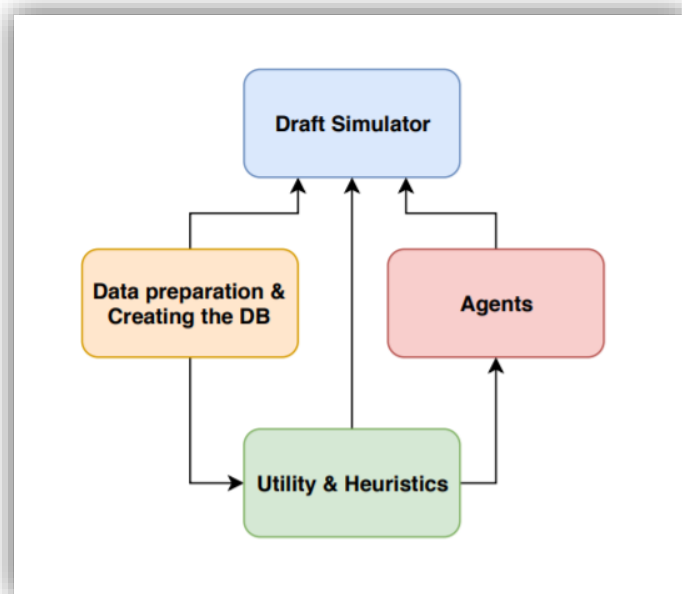 Draft Simulator
Data preparation &
Creating the DB
Agents
Utility & Heuristics